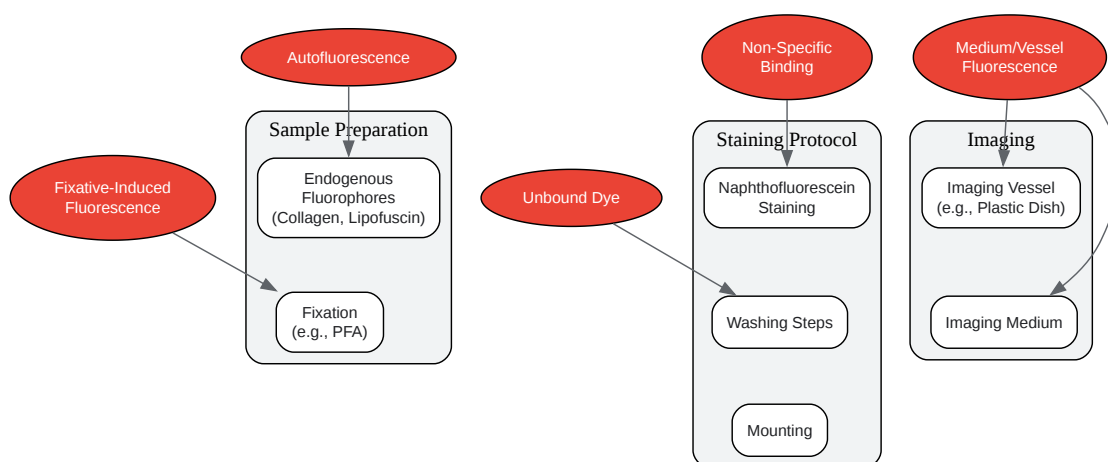 Autofluorescence
Non-Specific
Binding
Medium/Vessel
Fluorescence
Sample Preparation
Staining Protocol
Imaging
Fixative-Induced
Fluorescence
Endogenous
Fluorophores
(Collagen, Lipofuscin)
Unbound Dye
Naphthofluorescein
Staining
Imaging Vessel
(e.g., Plastic Dish)
Fixation
(e.g., PFA)
Washing Steps
Imaging Medium
Mounting